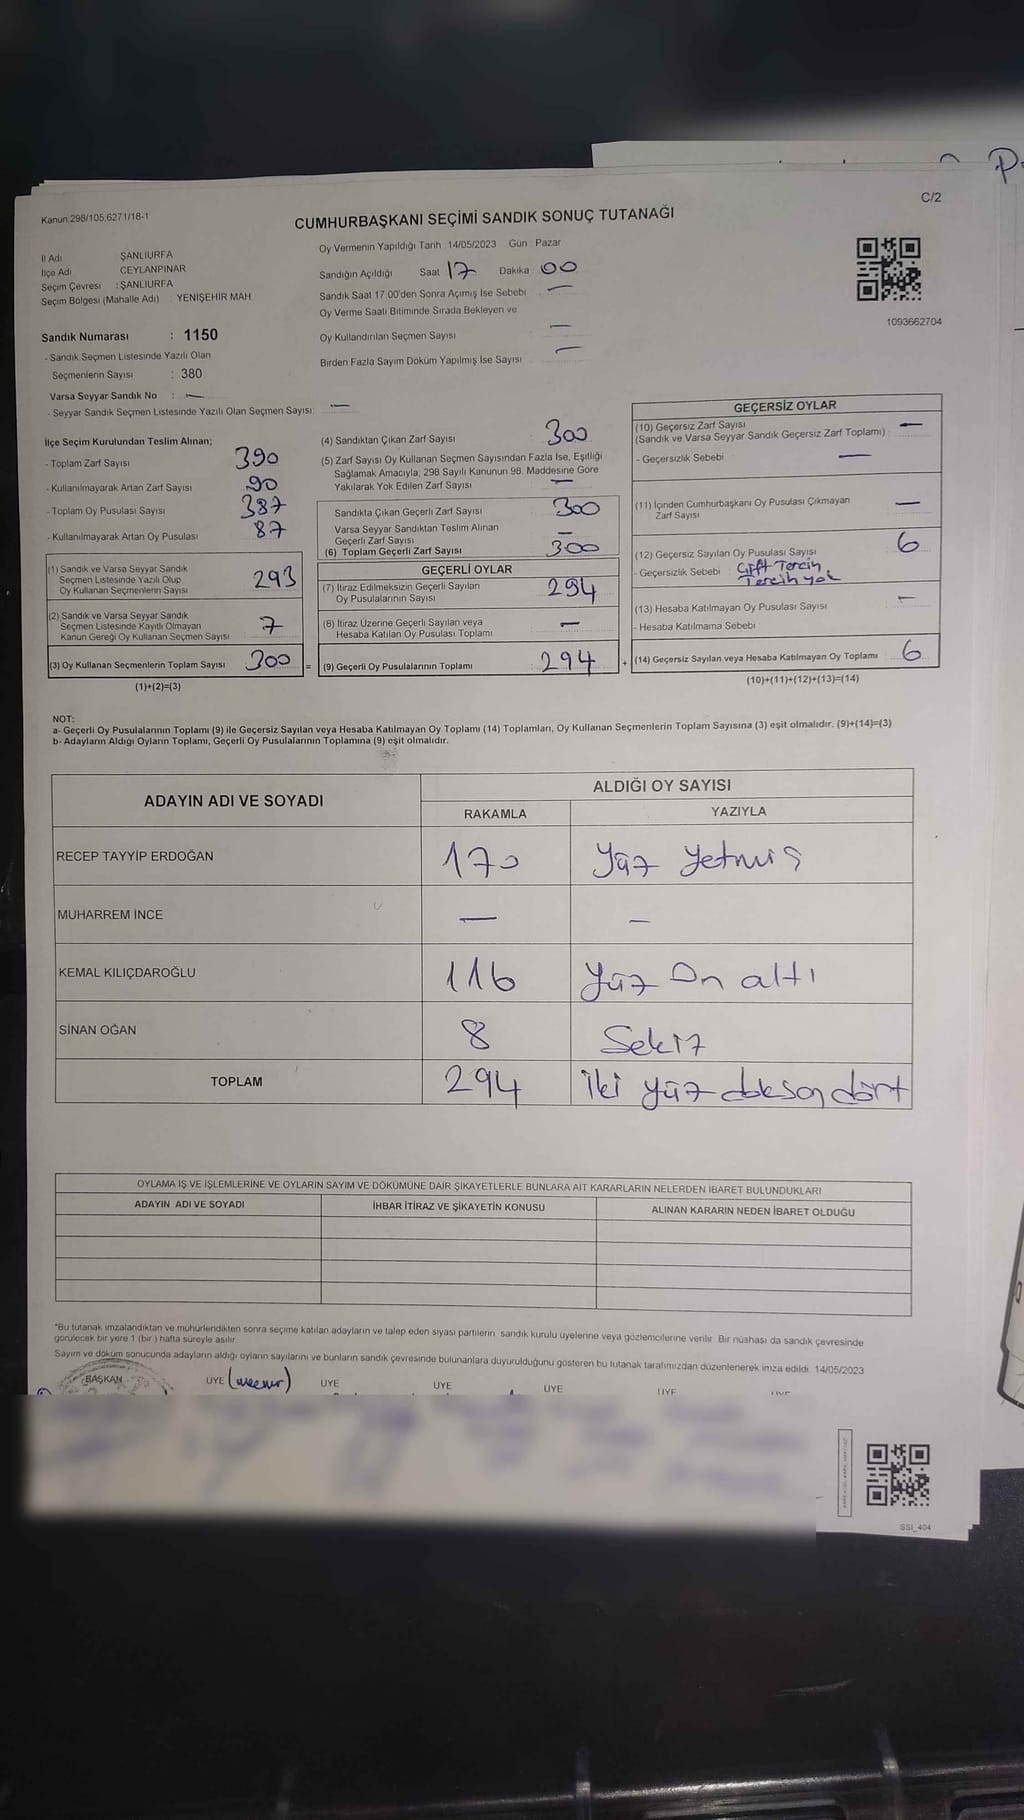 P
Kanun:298/105,6271/18-1
C/2
CUMHURBAŞKANI SEÇİMİ SANDIK SONUÇ TUTANAĞI
İl Adı ŞANLIURFA
İlçe Adı CEYLANPINAR
Seçim Çevresi : ŞANLIURFA
Seçim Bölgesi (Mahalle Adı) : YENİŞEHİR MAH.
Sandık Numarası : 1150
- Sandık Seçmen Listesinde Yazılı Olan
Seçmenlerin Sayısı : 380
Varsa Seyyar Sandık No : —
- Seyyar Sandık Seçmen Listesinde Yazılı Olan Seçmen Sayısı: —
Oy Vermenin Yapıldığı Tarih : 14/05/2023 Gün : Pazar
Sandığın Açıldığı Saat 17 Dakika 00
Sandık Saat 17:00'den Sonra Açımış İse Sebebi —
Oy Verme Saati Bitiminde Sırada Bekleyen ve
Oy Kullandırılan Seçmen Sayısı —
Birden Fazla Sayım Döküm Yapılmış İse Sayısı —
1093662704
İlçe Seçim Kurulundan Teslim Alınan;
- Toplam Zarf Sayısı 390
- Kullanılmayarak Artan Zarf Sayısı 90
- Toplam Oy Pusulası Sayısı 387
- Kullanılmayarak Artan Oy Pusulası 87
(1) Sandık ve Varsa Seyyar Sandık
Seçmen Listesinde Yazılı Olup
Oy Kullanan Seçmenlerin Sayısı 293
(2) Sandık ve Varsa Seyyar Sandık
Seçmen Listesinde Kayıtlı Olmayan
Kanun Gereği Oy Kullanan Seçmen Sayısı 7
(3) Oy Kullanan Seçmenlerin Toplam Sayısı 300 =
(1)+(2)=(3)
(4) Sandıktan Çıkan Zarf Sayısı 300
(5) Zarf Sayısı Oy Kullanan Seçmen Sayısından Fazla İse, Eşitliği
Sağlamak Amacıyla; 298 Sayılı Kanunun 98. Maddesine Göre
Yakılarak Yok Edilen Zarf Sayısı —
Sandıkta Çıkan Geçerli Zarf Sayısı 300
Varsa Seyyar Sandıktan Teslim Alınan
Geçerli Zarf Sayısı —
(6) Toplam Geçerli Zarf Sayısı 300
GEÇERLİ OYLAR
(7) İtiraz Edilmeksizin Geçerli Sayılan
Oy Pusulalarının Sayısı 294
(8) İtiraz Üzerine Geçerli Sayılan veya
Hesaba Katılan Oy Pusulası Toplamı —
(9) Geçerli Oy Pusulalarının Toplamı 294 +
GEÇERSİZ OYLAR
(10) Geçersiz Zarf Sayısı —
(Sandık ve Varsa Seyyar Sandık Geçersiz Zarf Toplamı) :
- Geçersizlik Sebebi —
(11) İçinden Cumhurbaşkanı Oy Pusulası Çıkmayan
Zarf Sayısı —
(12) Geçersiz Sayılan Oy Pusulası Sayısı 6
- Geçersizlik Sebebi : Çift Tercih
Tercih yok
(13) Hesaba Katılmayan Oy Pusulası Sayısı —
- Hesaba Katılmama Sebebi
(14) Geçersiz Sayılan veya Hesaba Katılmayan Oy Toplamı 6
(10)+(11)+(12)+(13)=(14)
NOT:
a- Geçerli Oy Pusulalarının Toplamı (9) ile Geçersiz Sayılan veya Hesaba Katılmayan Oy Toplamı (14) Toplamları, Oy Kullanan Seçmenlerin Toplam Sayısına (3) eşit olmalıdır. (9)+(14)=(3)
b- Adayların Aldığı Oyların Toplamı, Geçerli Oy Pusulalarının Toplamına (9) eşit olmalıdır.
ADAYIN ADI VE SOYADI ALDIĞI OY SAYISI
RAKAMLA YAZIYLA
RECEP TAYYİP ERDOĞAN 170 Yüz Yetmiş
MUHARREM İNCE — —
KEMAL KILIÇDAROĞLU 116 Yüz On altı
SİNAN OĞAN 8 Sekiz
TOPLAM 294 İki yüz doksan dört
OYLAMA İŞ VE İŞLEMLERİNE VE OYLARIN SAYIM VE DÖKÜMÜNE DAİR ŞİKAYETLERLE BUNLARA AİT KARARLARIN NELERDEN İBARET BULUNDUKLARI
ADAYIN ADI VE SOYADI İHBAR İTİRAZ VE ŞİKAYETİN KONUSU ALINAN KARARIN NEDEN İBARET OLDUĞU
"Bu tutanak imzalandıktan ve mühürlendikten sonra seçime katılan adayların ve talep eden siyasi partilerin sandık kurulu üyelerine veya gözlemcilerine verilir. Bir nüshası da sandık çevresinde
görülecek bir yere 1 (bir) hafta süreyle asılır.
Sayım ve döküm sonucunda adayların aldığı oyların sayılarını ve bunların sandık çevresinde bulunanlara duyurulduğunu gösteren bu tutanak tarafımızdan düzenlenerek imza edildi. 14/05/2023
BAŞKAN ÜYE (memur) ÜYE ÜYE ÜYE ÜYE ÜYE
SSI_404